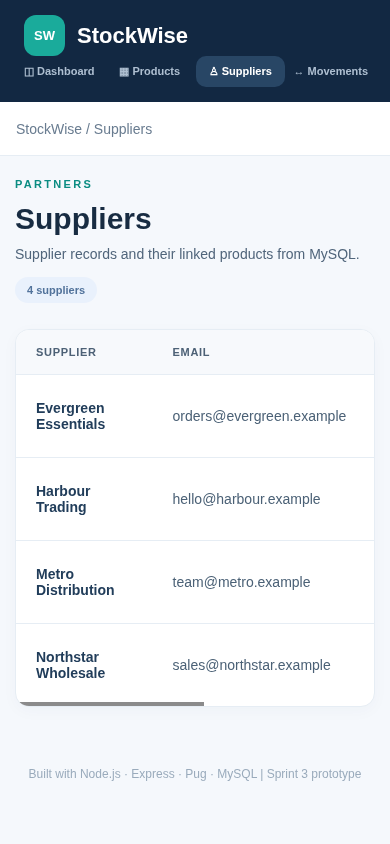 SW StockWise
◫ Dashboard ▦ Products ♙ Suppliers ↔ Movements
StockWise / Suppliers
PARTNERS
Suppliers
Supplier records and their linked products from MySQL.
4 suppliers
SUPPLIER EMAIL
Evergreen
Essentials
orders@evergreen.example
Harbour
Trading
hello@harbour.example
Metro
Distribution
team@metro.example
Northstar
Wholesale
sales@northstar.example
Built with Node.js · Express · Pug · MySQL | Sprint 3 prototype